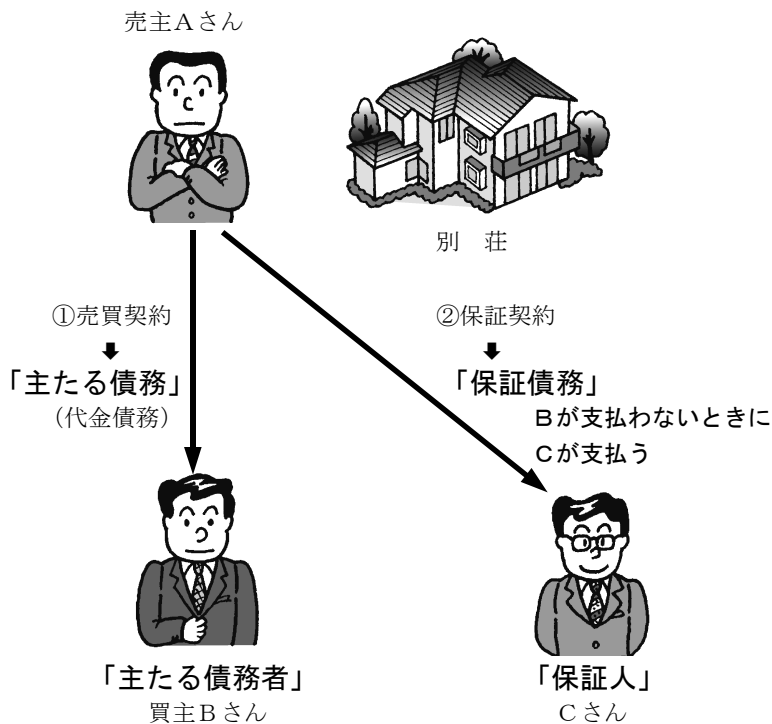 売主Aさん
別　荘
①売買契約
「主たる債務」
（代金債務）
②保証契約
「保証債務」
Bが支払わないときに
Cが支払う
「主たる債務者」
買主Bさん
「保証人」
Cさん